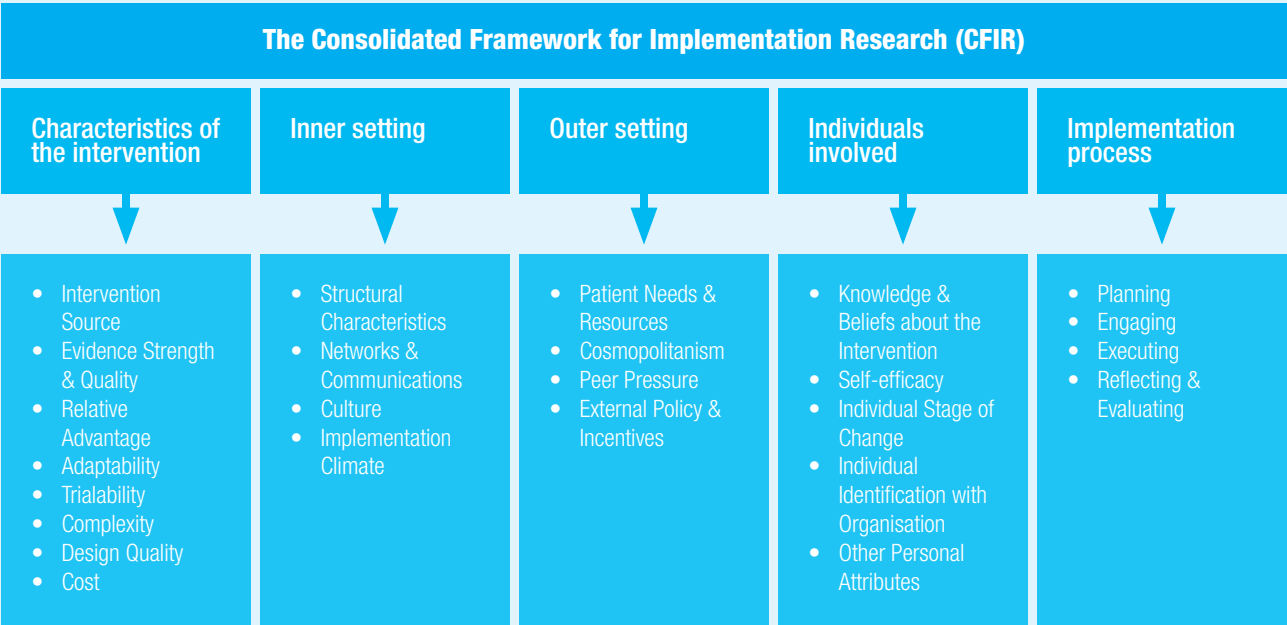 The Consolidated Framework for Implementation Research (CFIR)
Characteristics of
the intervention
Inner setting
Outer setting
Individuals
involved
Implementation
process
• Intervention
Source
• Evidence Strength
& Quality
• Relative
Advantage
• Adaptability
• Trialability
• Complexity
• Design Quality
• Cost
• Structural
Characteristics
• Networks &
Communications
• Culture
• Implementation
Climate
• Patient Needs &
Resources
• Cosmopolitanism
• Peer Pressure
• External Policy &
Incentives
• Knowledge &
Beliefs about the
Intervention
• Self-efficacy
• Individual Stage of
Change
• Individual
Identification with
Organisation
• Other Personal
Attributes
• Planning
• Engaging
• Executing
• Reflecting &
Evaluating